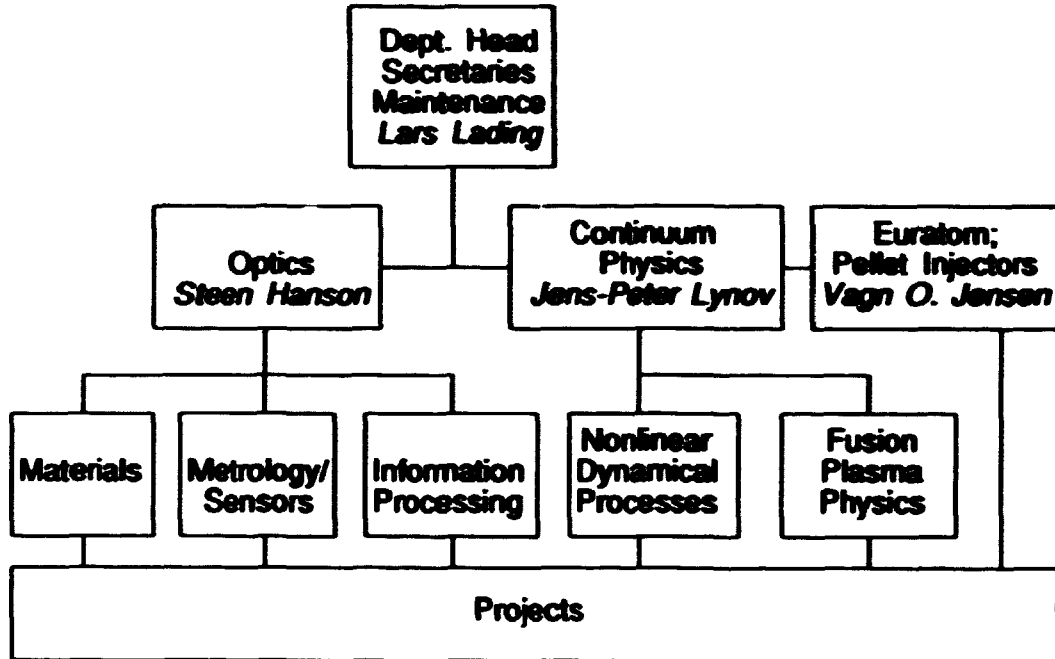 Dept. Head
Secretaries
Maintenance
Lars Lading
Optics
Steen Hanson
Continuum
Physics
Jens-Peter Lynov
Euratom;
Pellet Injectors
Vagn O. Jensen
Materials
Metrology/
Sensors
Information
Processing
Nonlinear
Dynamical
Processes
Fusion
Plasma
Physics
Projects